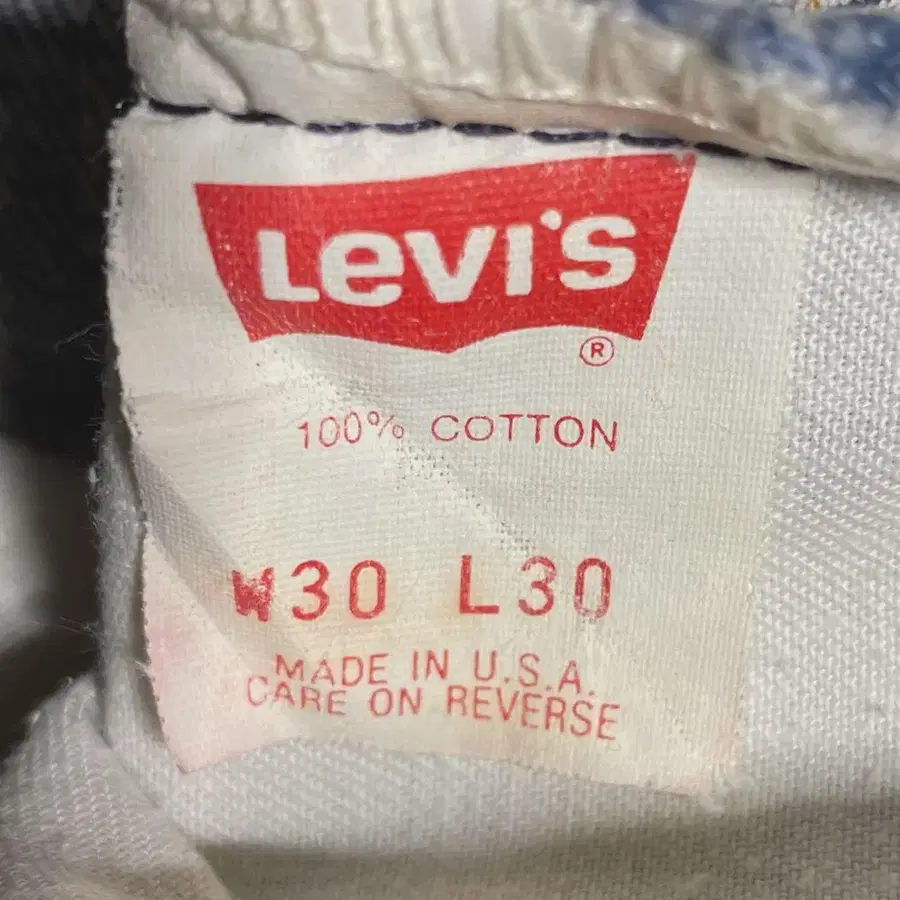 Levi's
®
100% COTTON
W30 L30
MADE IN U.S.A.
CARE ON REVERSE